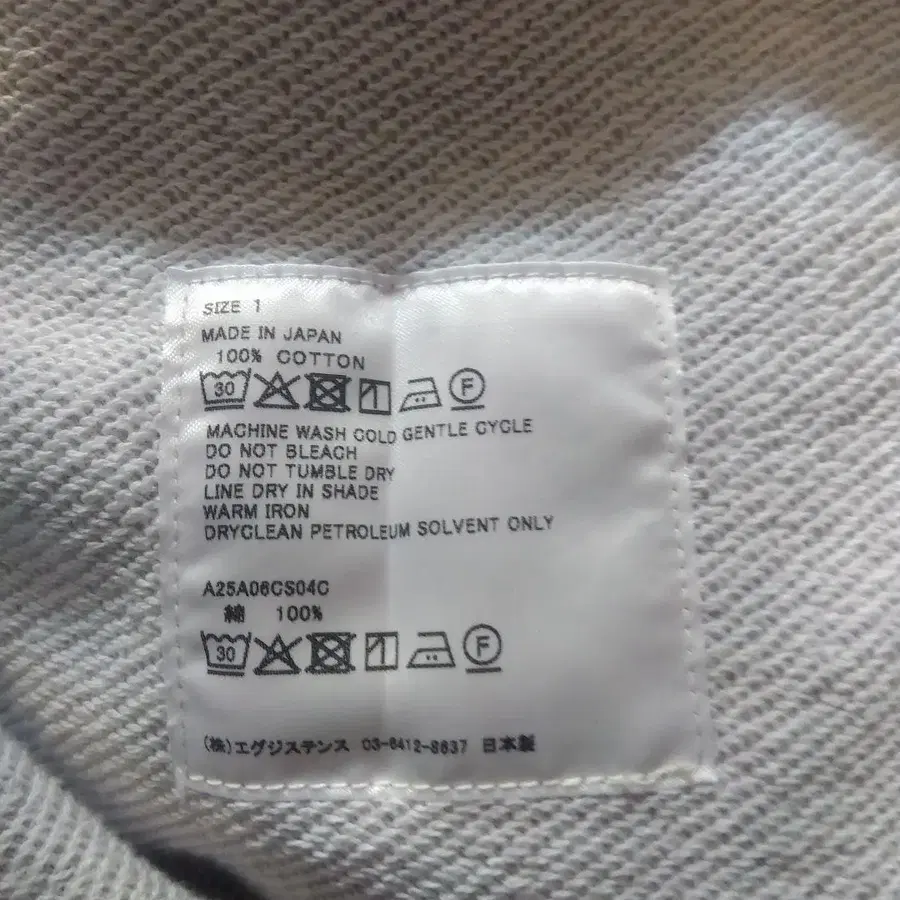 SIZE 1
MADE IN JAPAN
100% COTTON
30 F
MACHINE WASH COLD GENTLE CYCLE
DO NOT BLEACH
DO NOT TUMBLE DRY
LINE DRY IN SHADE
WARM IRON
DRYCLEAN PETROLEUM SOLVENT ONLY
A25A06CS04C
綿 100%
30 F
(株)エグジステンス 03-6412-8637 日本製